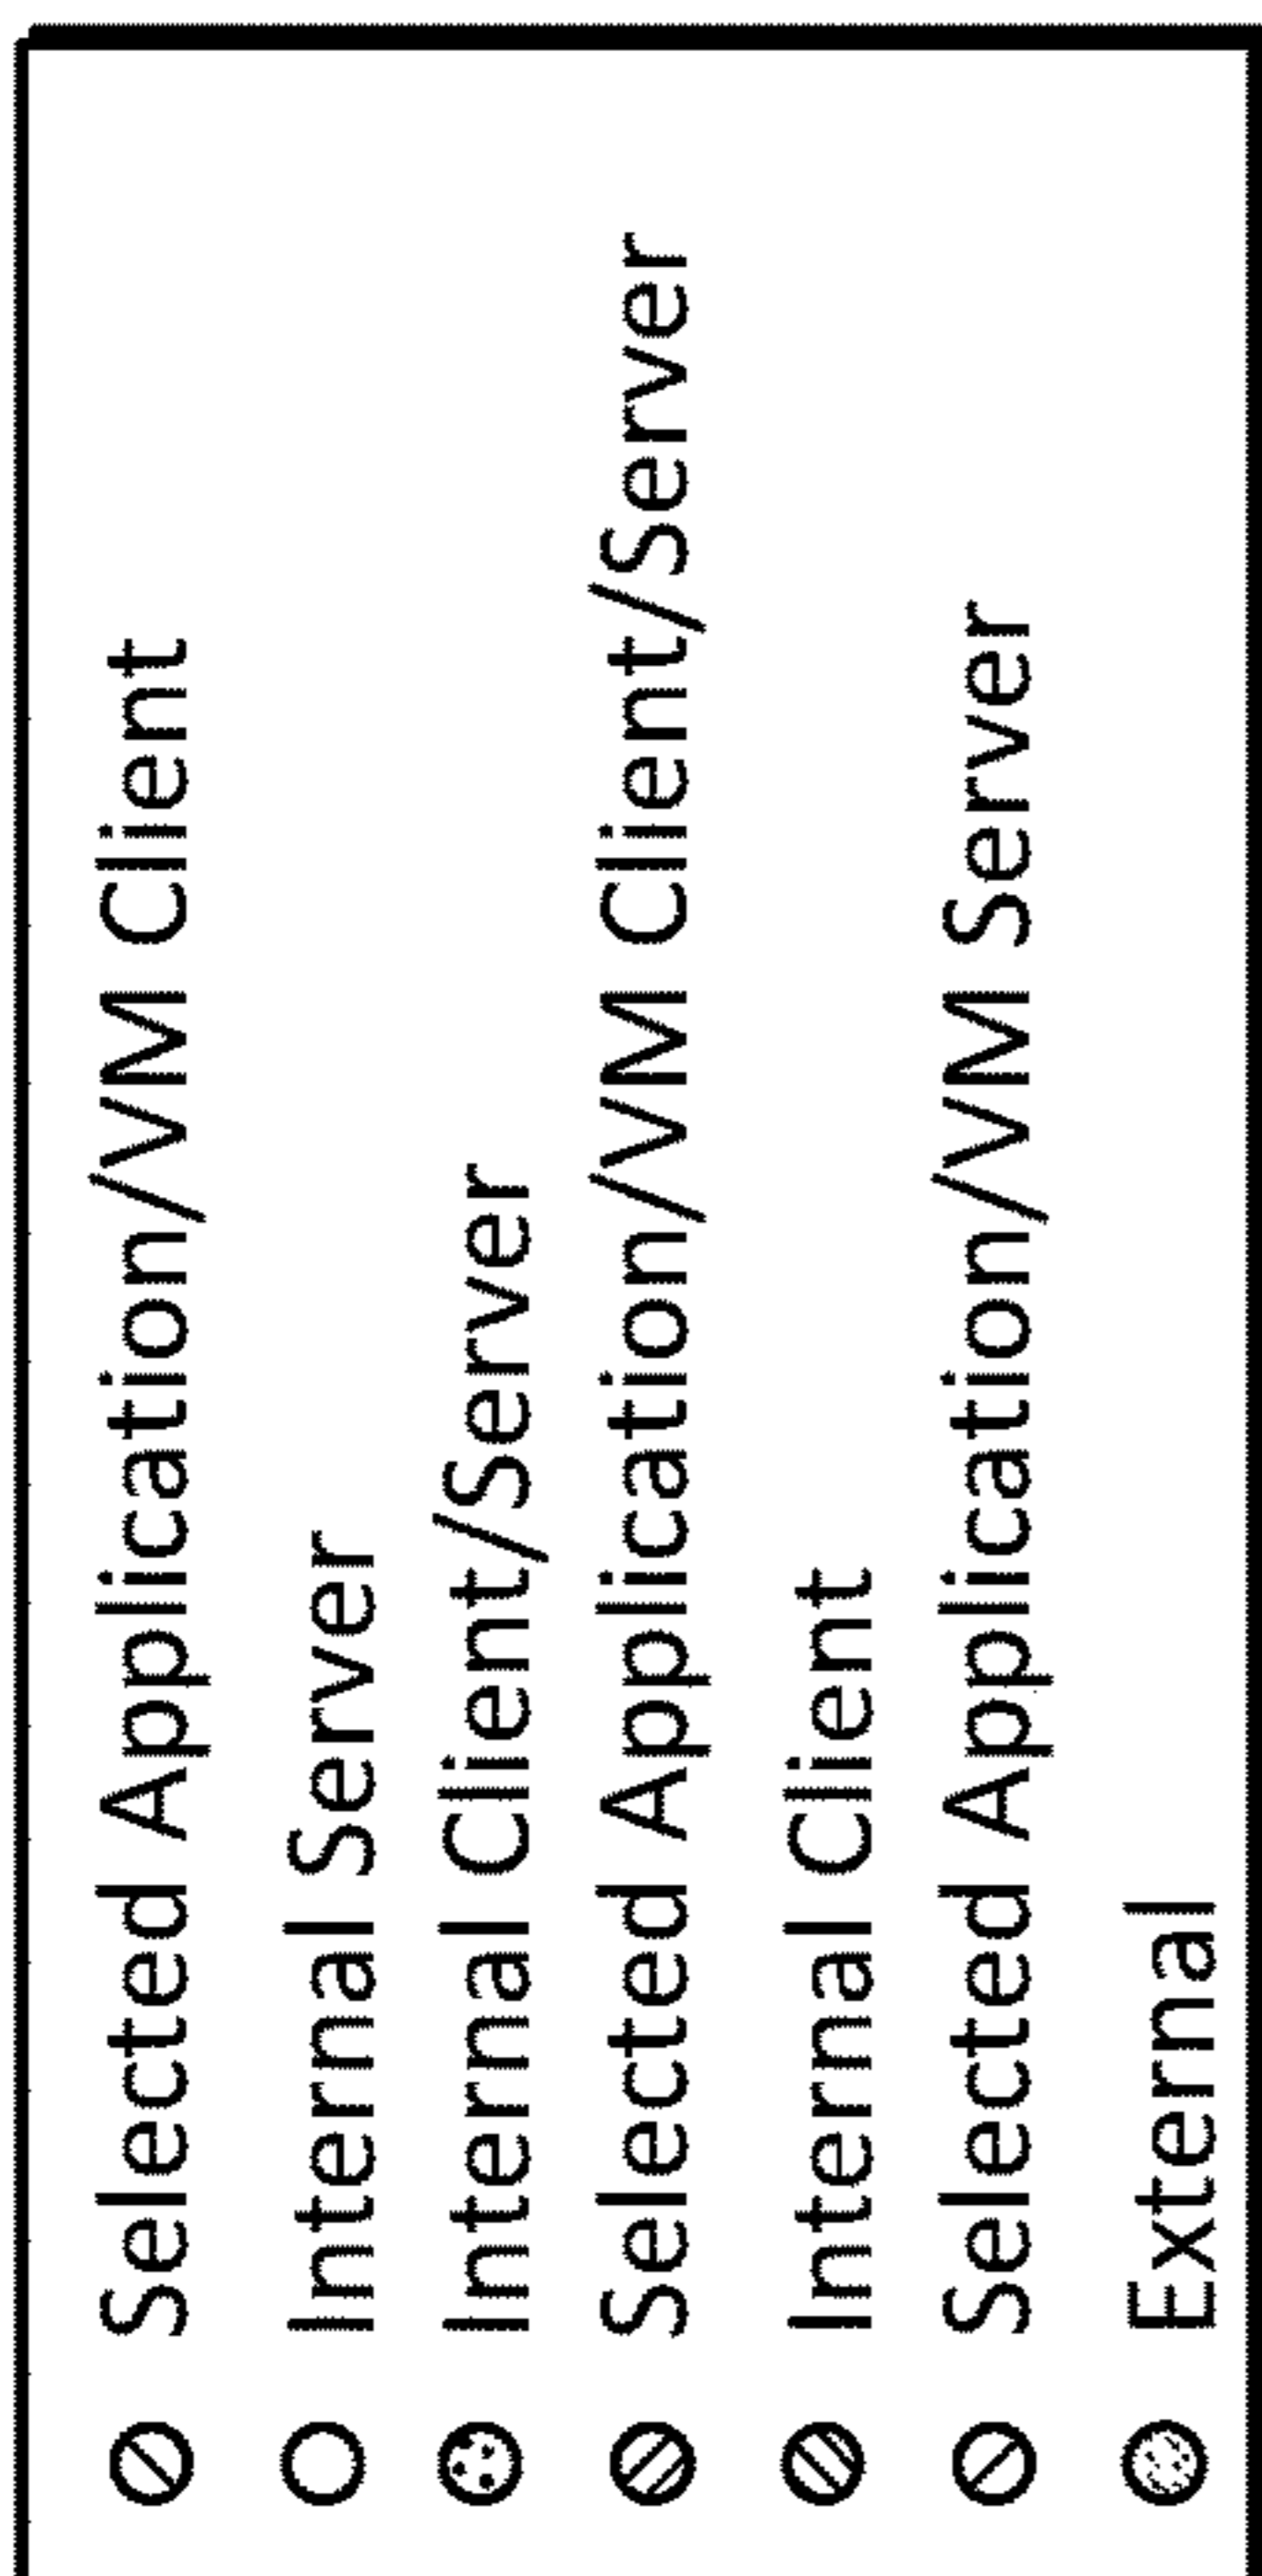 Selected Application/VM Client
Internal Server
Internal Client/Server
Selected Application/VM Client/Server
Internal Client
Selected Application/VM Server
External